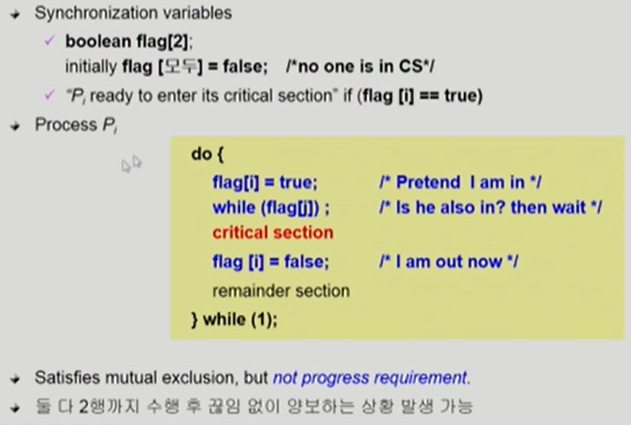 Synchronization variables
boolean flag[2];
initially flag [모두] = false; /*no one is in CS*/
"Pi ready to enter its critical section" if (flag [i] == true)
Process Pi
do {
flag[i] = true; /* Pretend I am in */
while (flag[j]) ; /* Is he also in? then wait */
critical section
flag [i] = false; /* I am out now */
remainder section
} while (1);
Satisfies mutual exclusion, but not progress requirement.
둘 다 2행까지 수행 후 끊임 없이 양보하는 상황 발생 가능